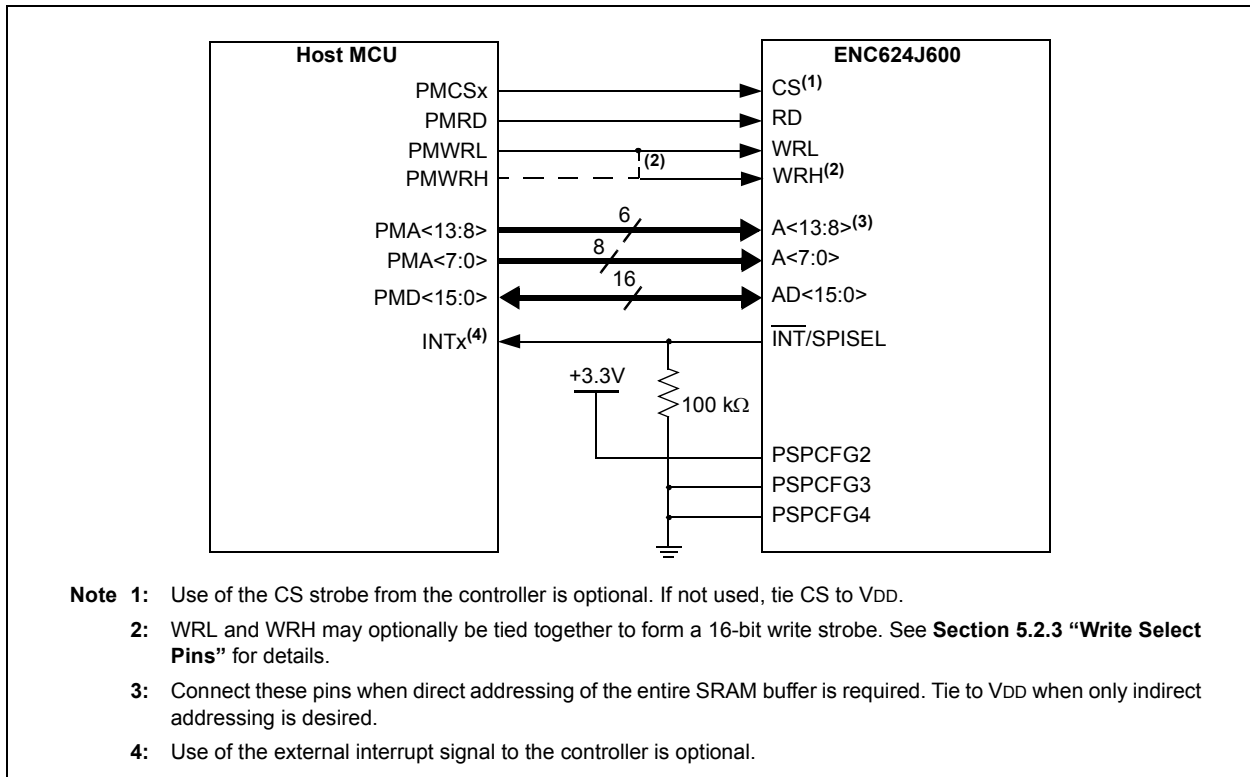 Host MCU
ENC624J600
PMCSx
CS(1)
PMRD
RD
PMWRL
WRL
(2)
PMWRH
WRH(2)
PMA<13:8>
6
A<13:8>(3)
PMA<7:0>
8
A<7:0>
PMD<15:0>
16
AD<15:0>
INTx(4)
INT/SPISEL
+3.3V
100 kΩ
PSPCFG2
PSPCFG3
PSPCFG4
Note 1: Use of the CS strobe from the controller is optional. If not used, tie CS to VDD.
2: WRL and WRH may optionally be tied together to form a 16-bit write strobe. See Section 5.2.3 “Write Select
Pins” for details.
3: Connect these pins when direct addressing of the entire SRAM buffer is required. Tie to VDD when only indirect
addressing is desired.
4: Use of the external interrupt signal to the controller is optional.